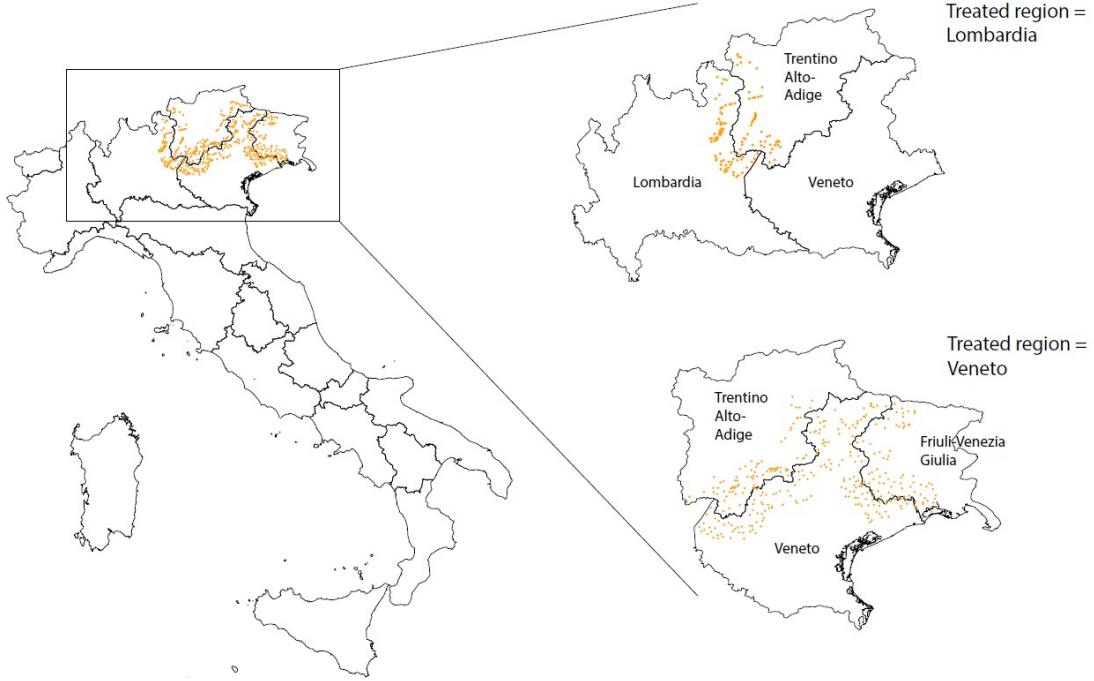 Treated region =
Lombardia
Trentino
Alto-
Adige
Lombardia
Veneto
Treated region =
Veneto
Trentino
Alto-
Adige
Friuli-Venezia
Giulia
Veneto